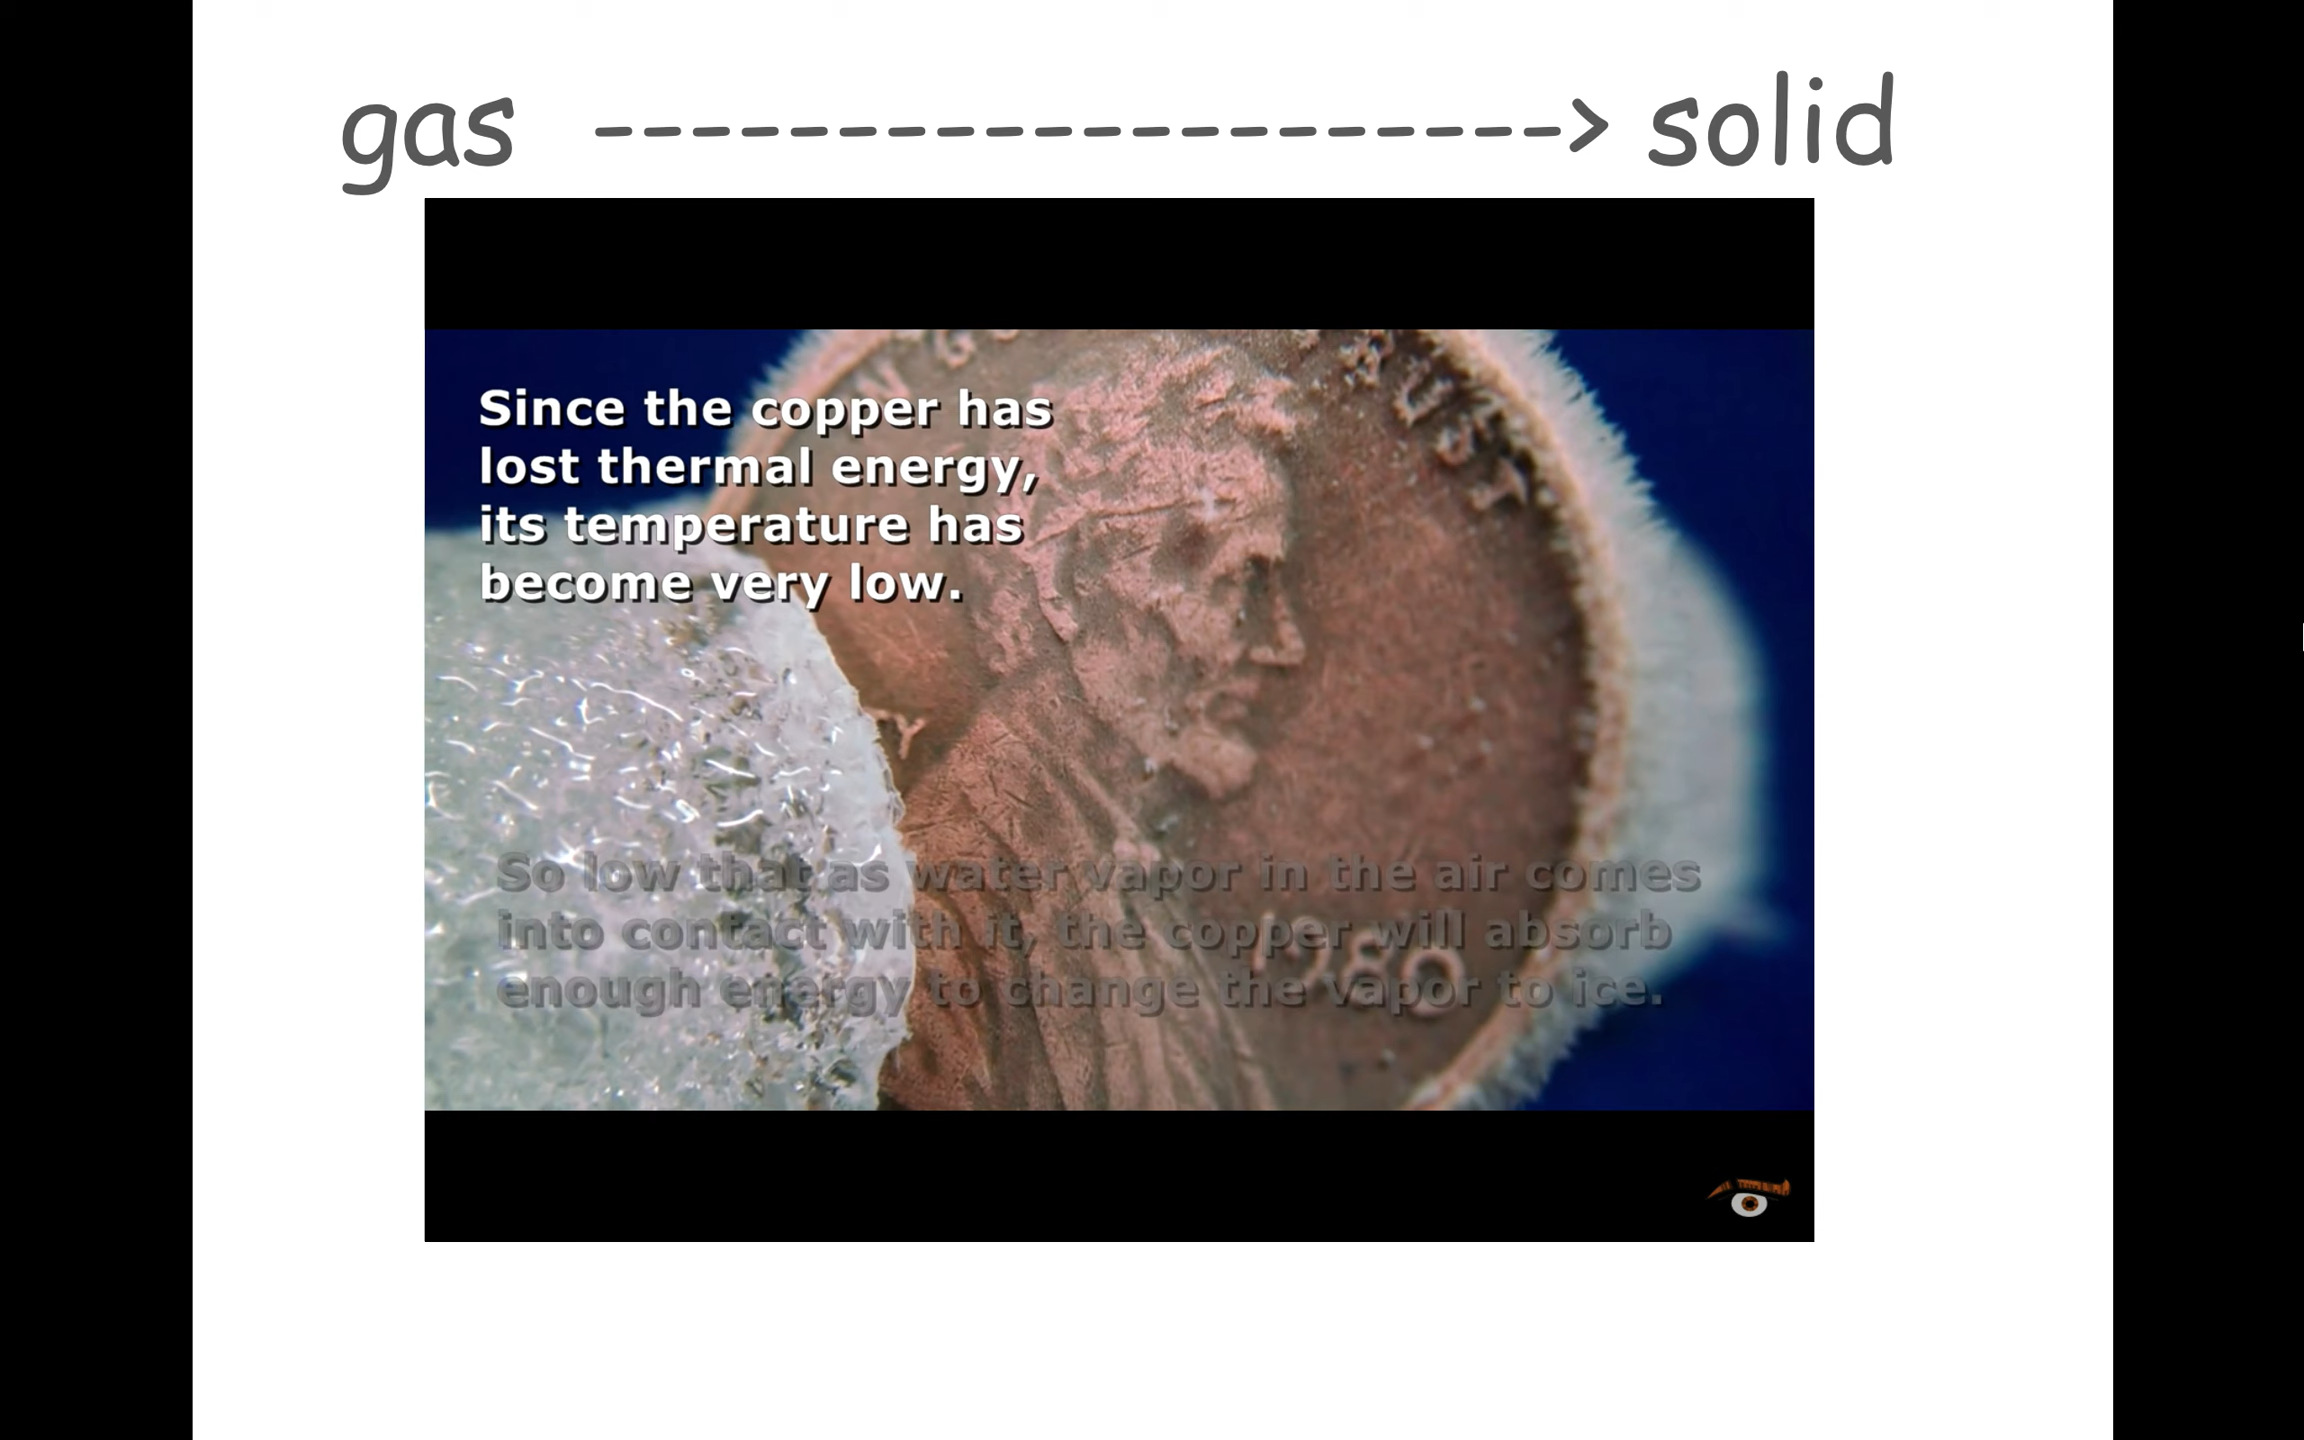 gas --------------------> solid
Since the copper has
lost thermal energy,
its temperature has
become very low.
So low that as water vapor in the air comes
into contact with it, the copper will absorb
enough energy to change the vapor to ice.
1980